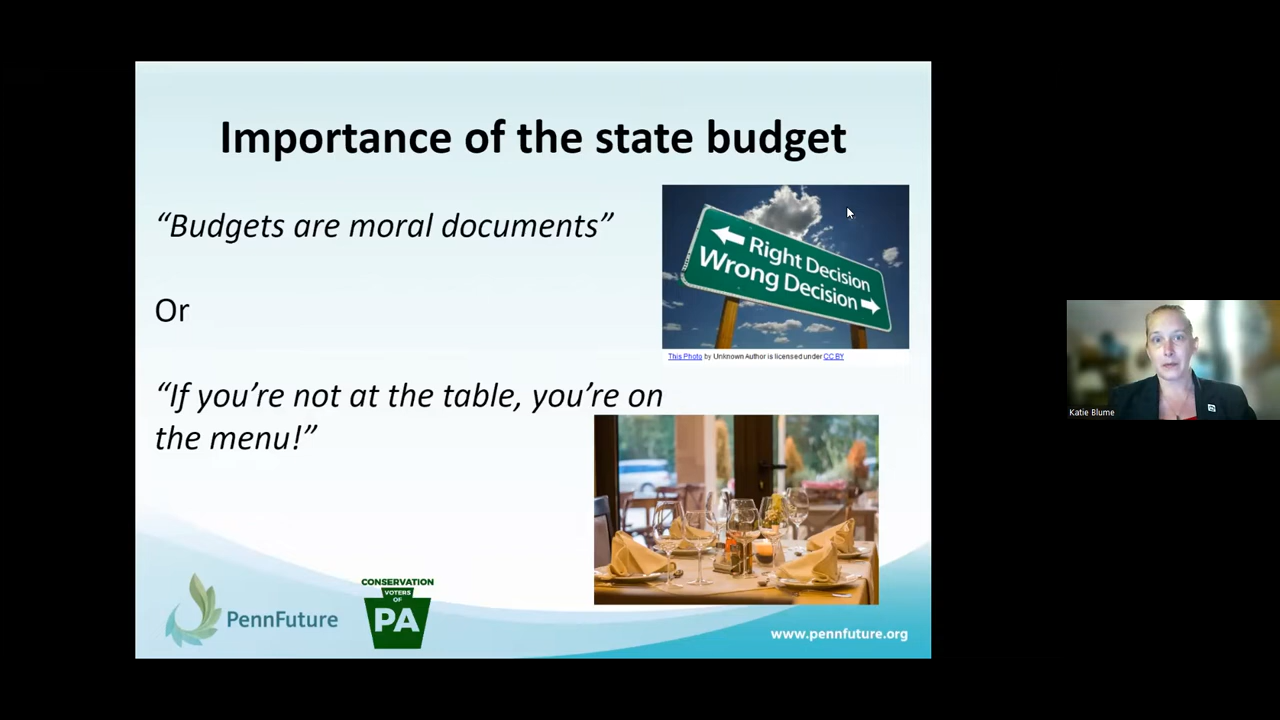 Importance of the state budget
“Budgets are moral documents”
Right Decision
Wrong Decision
This Photo by Unknown Author is licensed under CC BY
Or
“If you’re not at the table, you’re on
the menu!”
Katie Blume
PennFuture
CONSERVATION
VOTERS
OF
PA
www.pennfuture.org